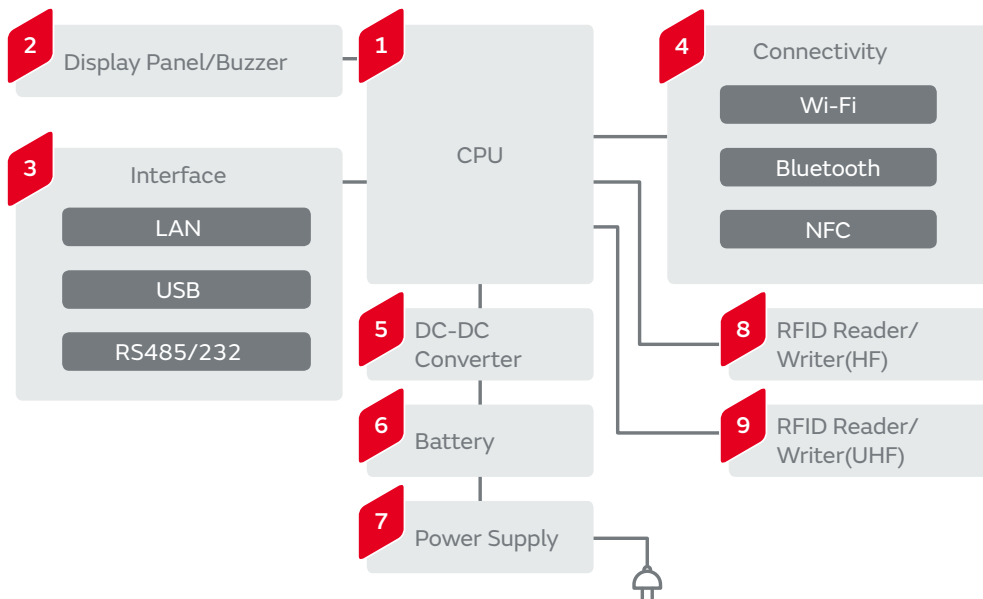 2
Display Panel/Buzzer
1
CPU
4
Connectivity
Wi-Fi
Bluetooth
NFC
3
Interface
LAN
USB
RS485/232
5
DC-DC
Converter
8
RFID Reader/
Writer(HF)
6
Battery
9
RFID Reader/
Writer(UHF)
7
Power Supply